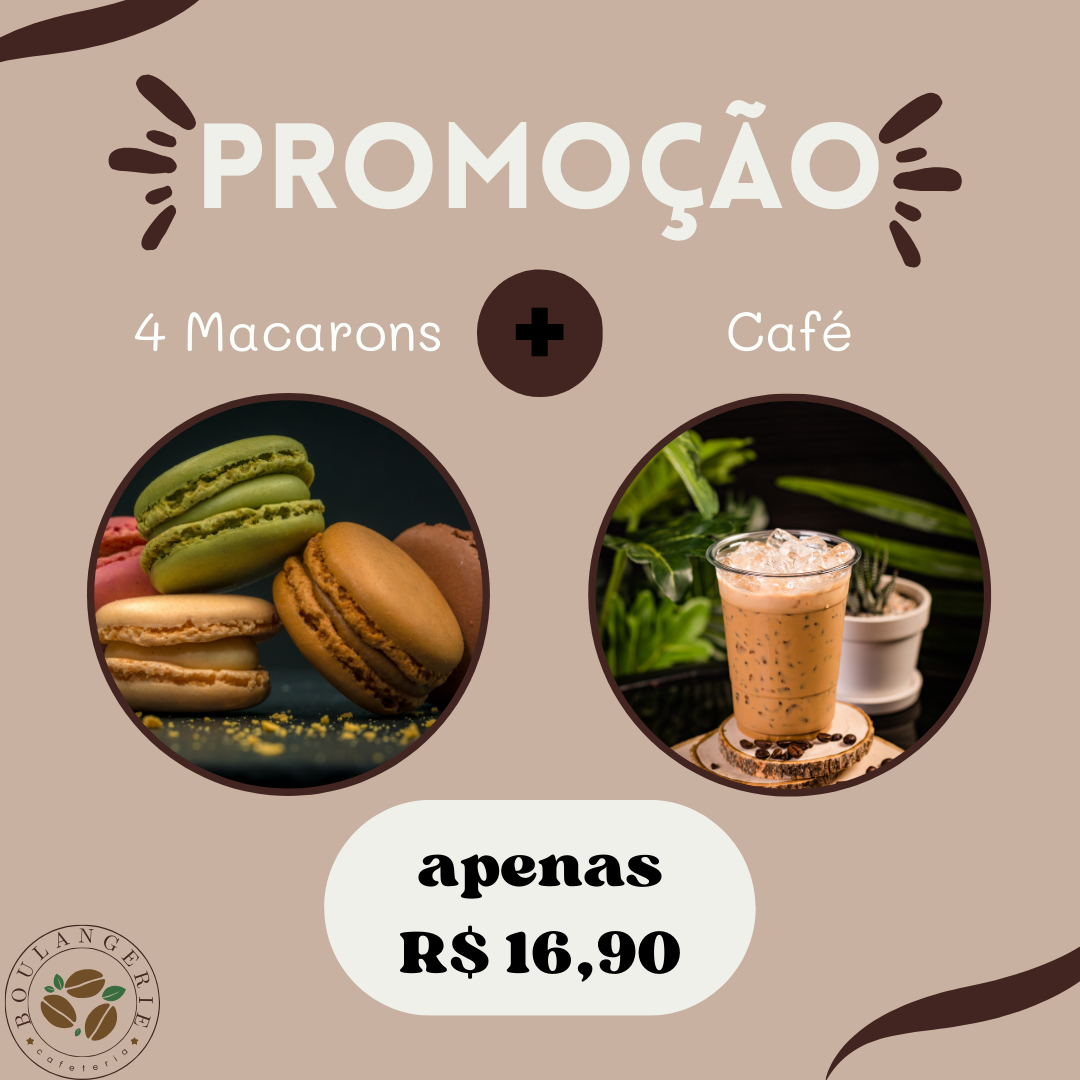 PROMOÇÃO
4 Macarons + Café
apenas
R$ 16,90
BOULANGERIE
cafeteria